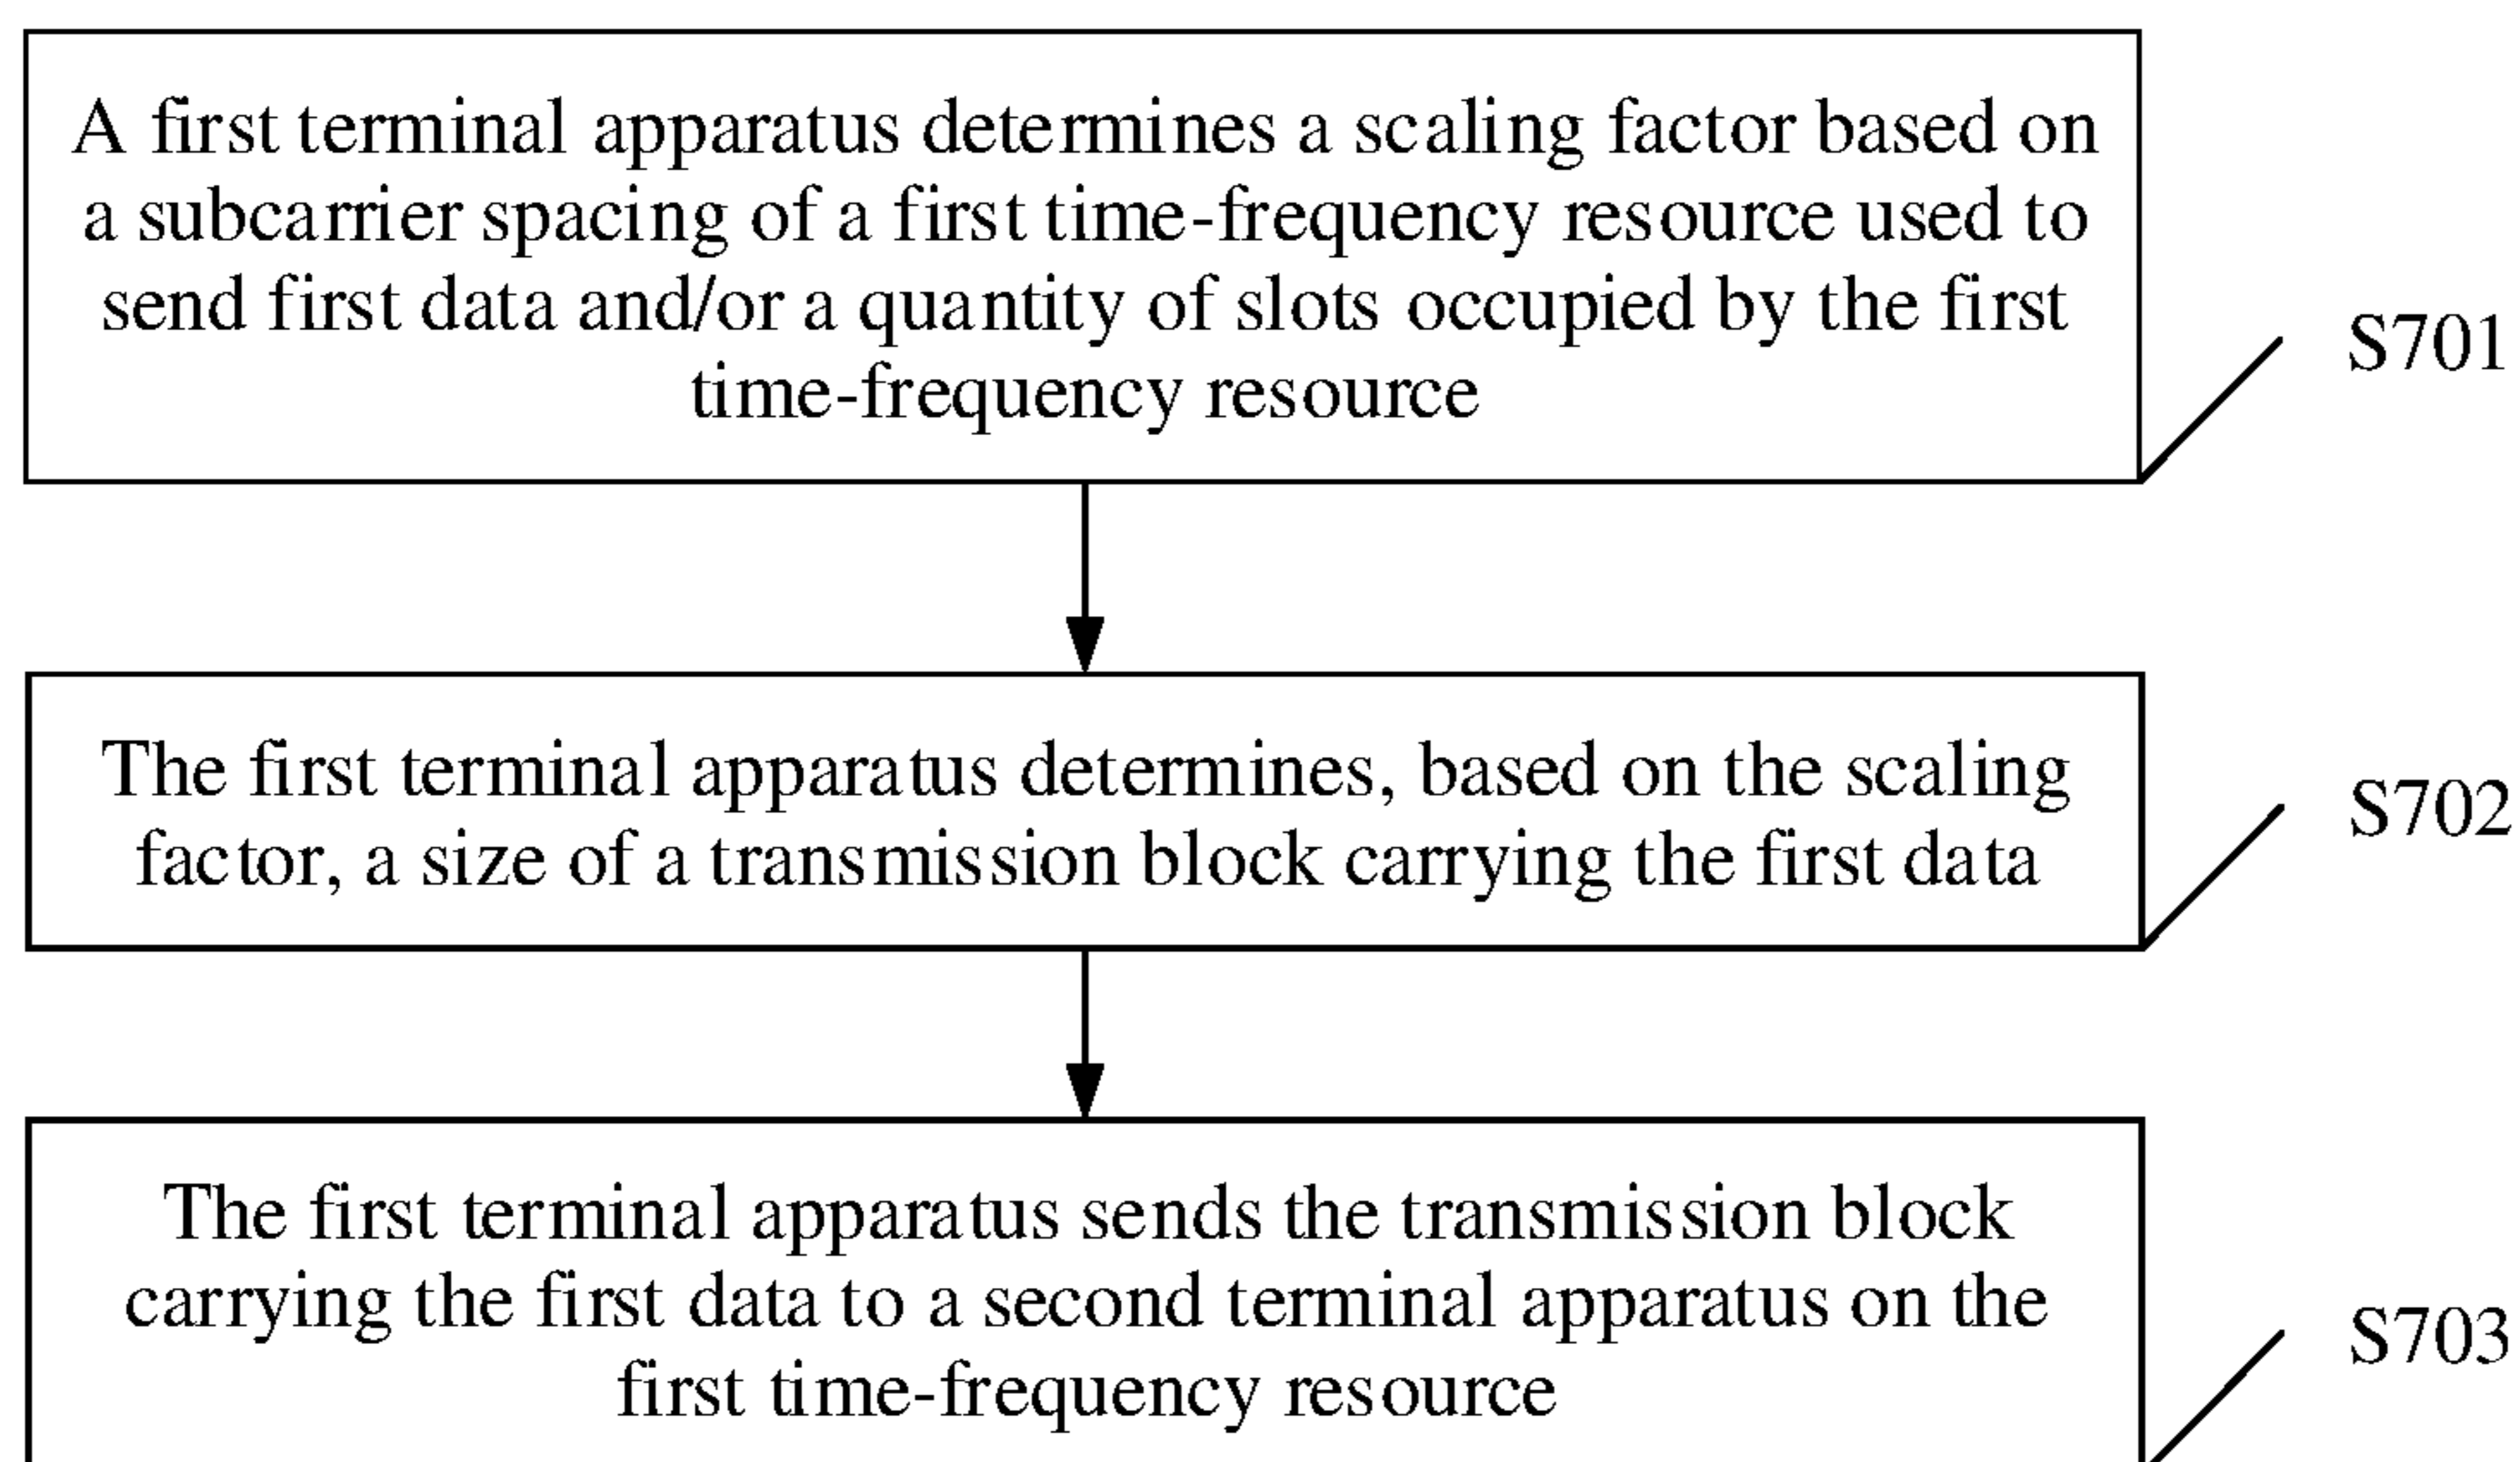 A first terminal apparatus determines a scaling factor based on
a subcarrier spacing of a first time-frequency resource used to
send first data and/or a quantity of slots occupied by the first
time-frequency resource
S701
The first terminal apparatus determines, based on the scaling
factor, a size of a transmission block carrying the first data
S702
The first terminal apparatus sends the transmission block
carrying the first data to a second terminal apparatus on the
first time-frequency resource
S703